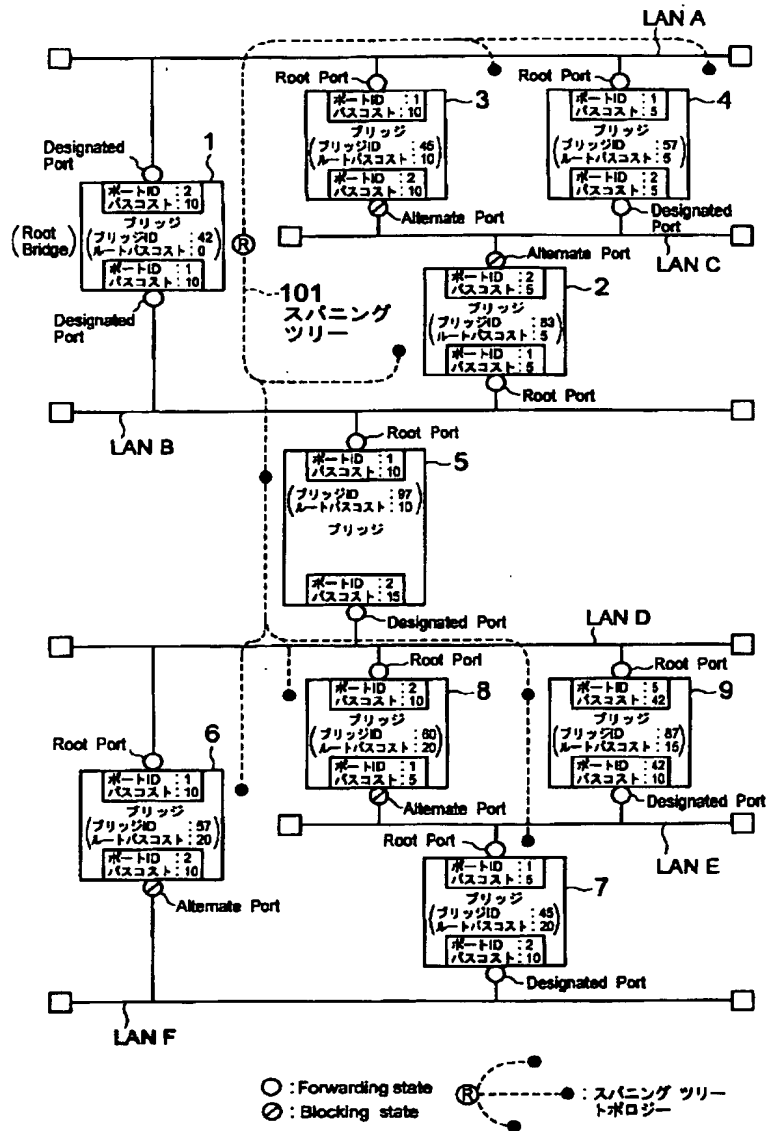 LAN A
Root Port
3
ポートID : 1
パスコスト : 10
ブリッジ
ブリッジID : 45
ルートパスコスト : 10
ポートID : 2
パスコスト : 10
Alternate Port
Root Port
4
ポートID : 1
パスコスト : 5
ブリッジ
ブリッジID : 57
ルートパスコスト : 5
ポートID : 2
パスコスト : 5
Designated
Port
LAN C
Designated
Port
1
ポートID : 2
パスコスト : 10
ブリッジ
(Root
Bridge)
ブリッジID : 42
ルートパスコスト : 0
ポートID : 1
パスコスト : 10
Designated
Port
R
101
スパニング
ツリー
Alternate Port
2
ポートID : 2
パスコスト : 5
ブリッジ
ブリッジID : 83
ルートパスコスト : 5
ポートID : 1
パスコスト : 5
Root Port
LAN B
Root Port
5
ポートID : 1
パスコスト : 10
ブリッジID : 97
ルートパスコスト : 10
ブリッジ
ポートID : 2
パスコスト : 15
Designated Port
LAN D
Root Port
8
ポートID : 2
パスコスト : 10
ブリッジ
ブリッジID : 60
ルートパスコスト : 20
ポートID : 1
パスコスト : 5
Alternate Port
Root Port
9
ポートID : 5
パスコスト : 42
ブリッジ
ブリッジID : 87
ルートパスコスト : 15
ポートID : 42
パスコスト : 10
Designated Port
LAN E
Root Port
6
ポートID : 1
パスコスト : 10
ブリッジ
ブリッジID : 57
ルートパスコスト : 20
ポートID : 2
パスコスト : 10
Alternate Port
Root Port
7
ポートID : 1
パスコスト : 5
ブリッジ
ブリッジID : 45
ルートパスコスト : 20
ポートID : 2
パスコスト : 10
Designated Port
LAN F
: Forwarding state
: Blocking state
R
: スパニング ツリー
トポロジー